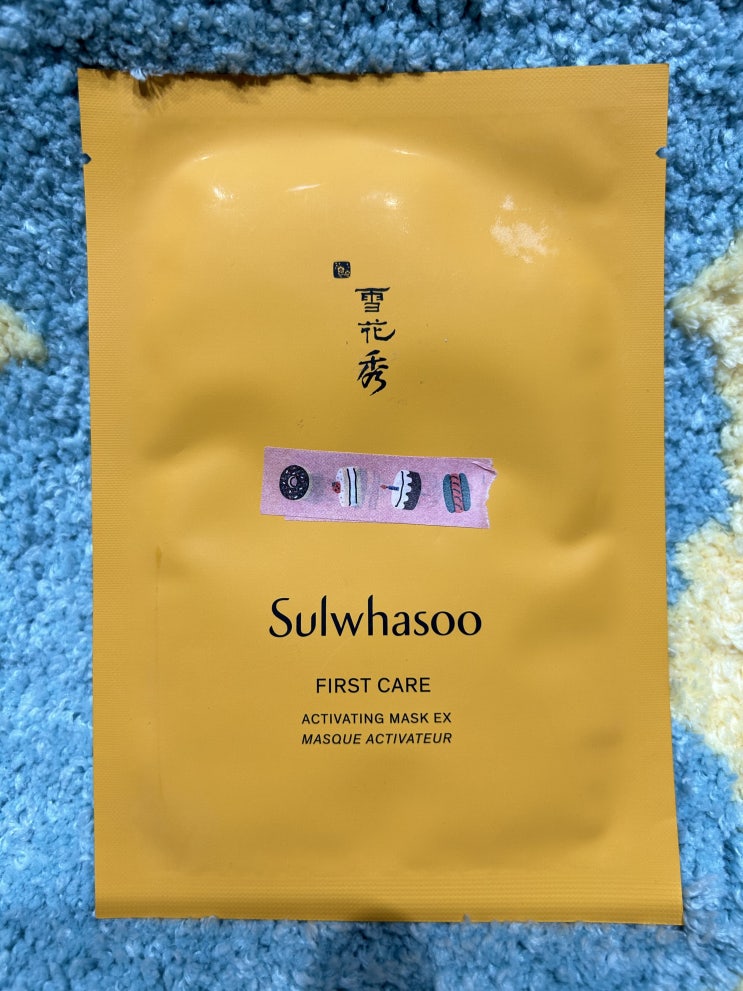 雪
花
秀
Sulwhasoo
FIRST CARE
ACTIVATING MASK EX
MASQUE ACTIVATEUR